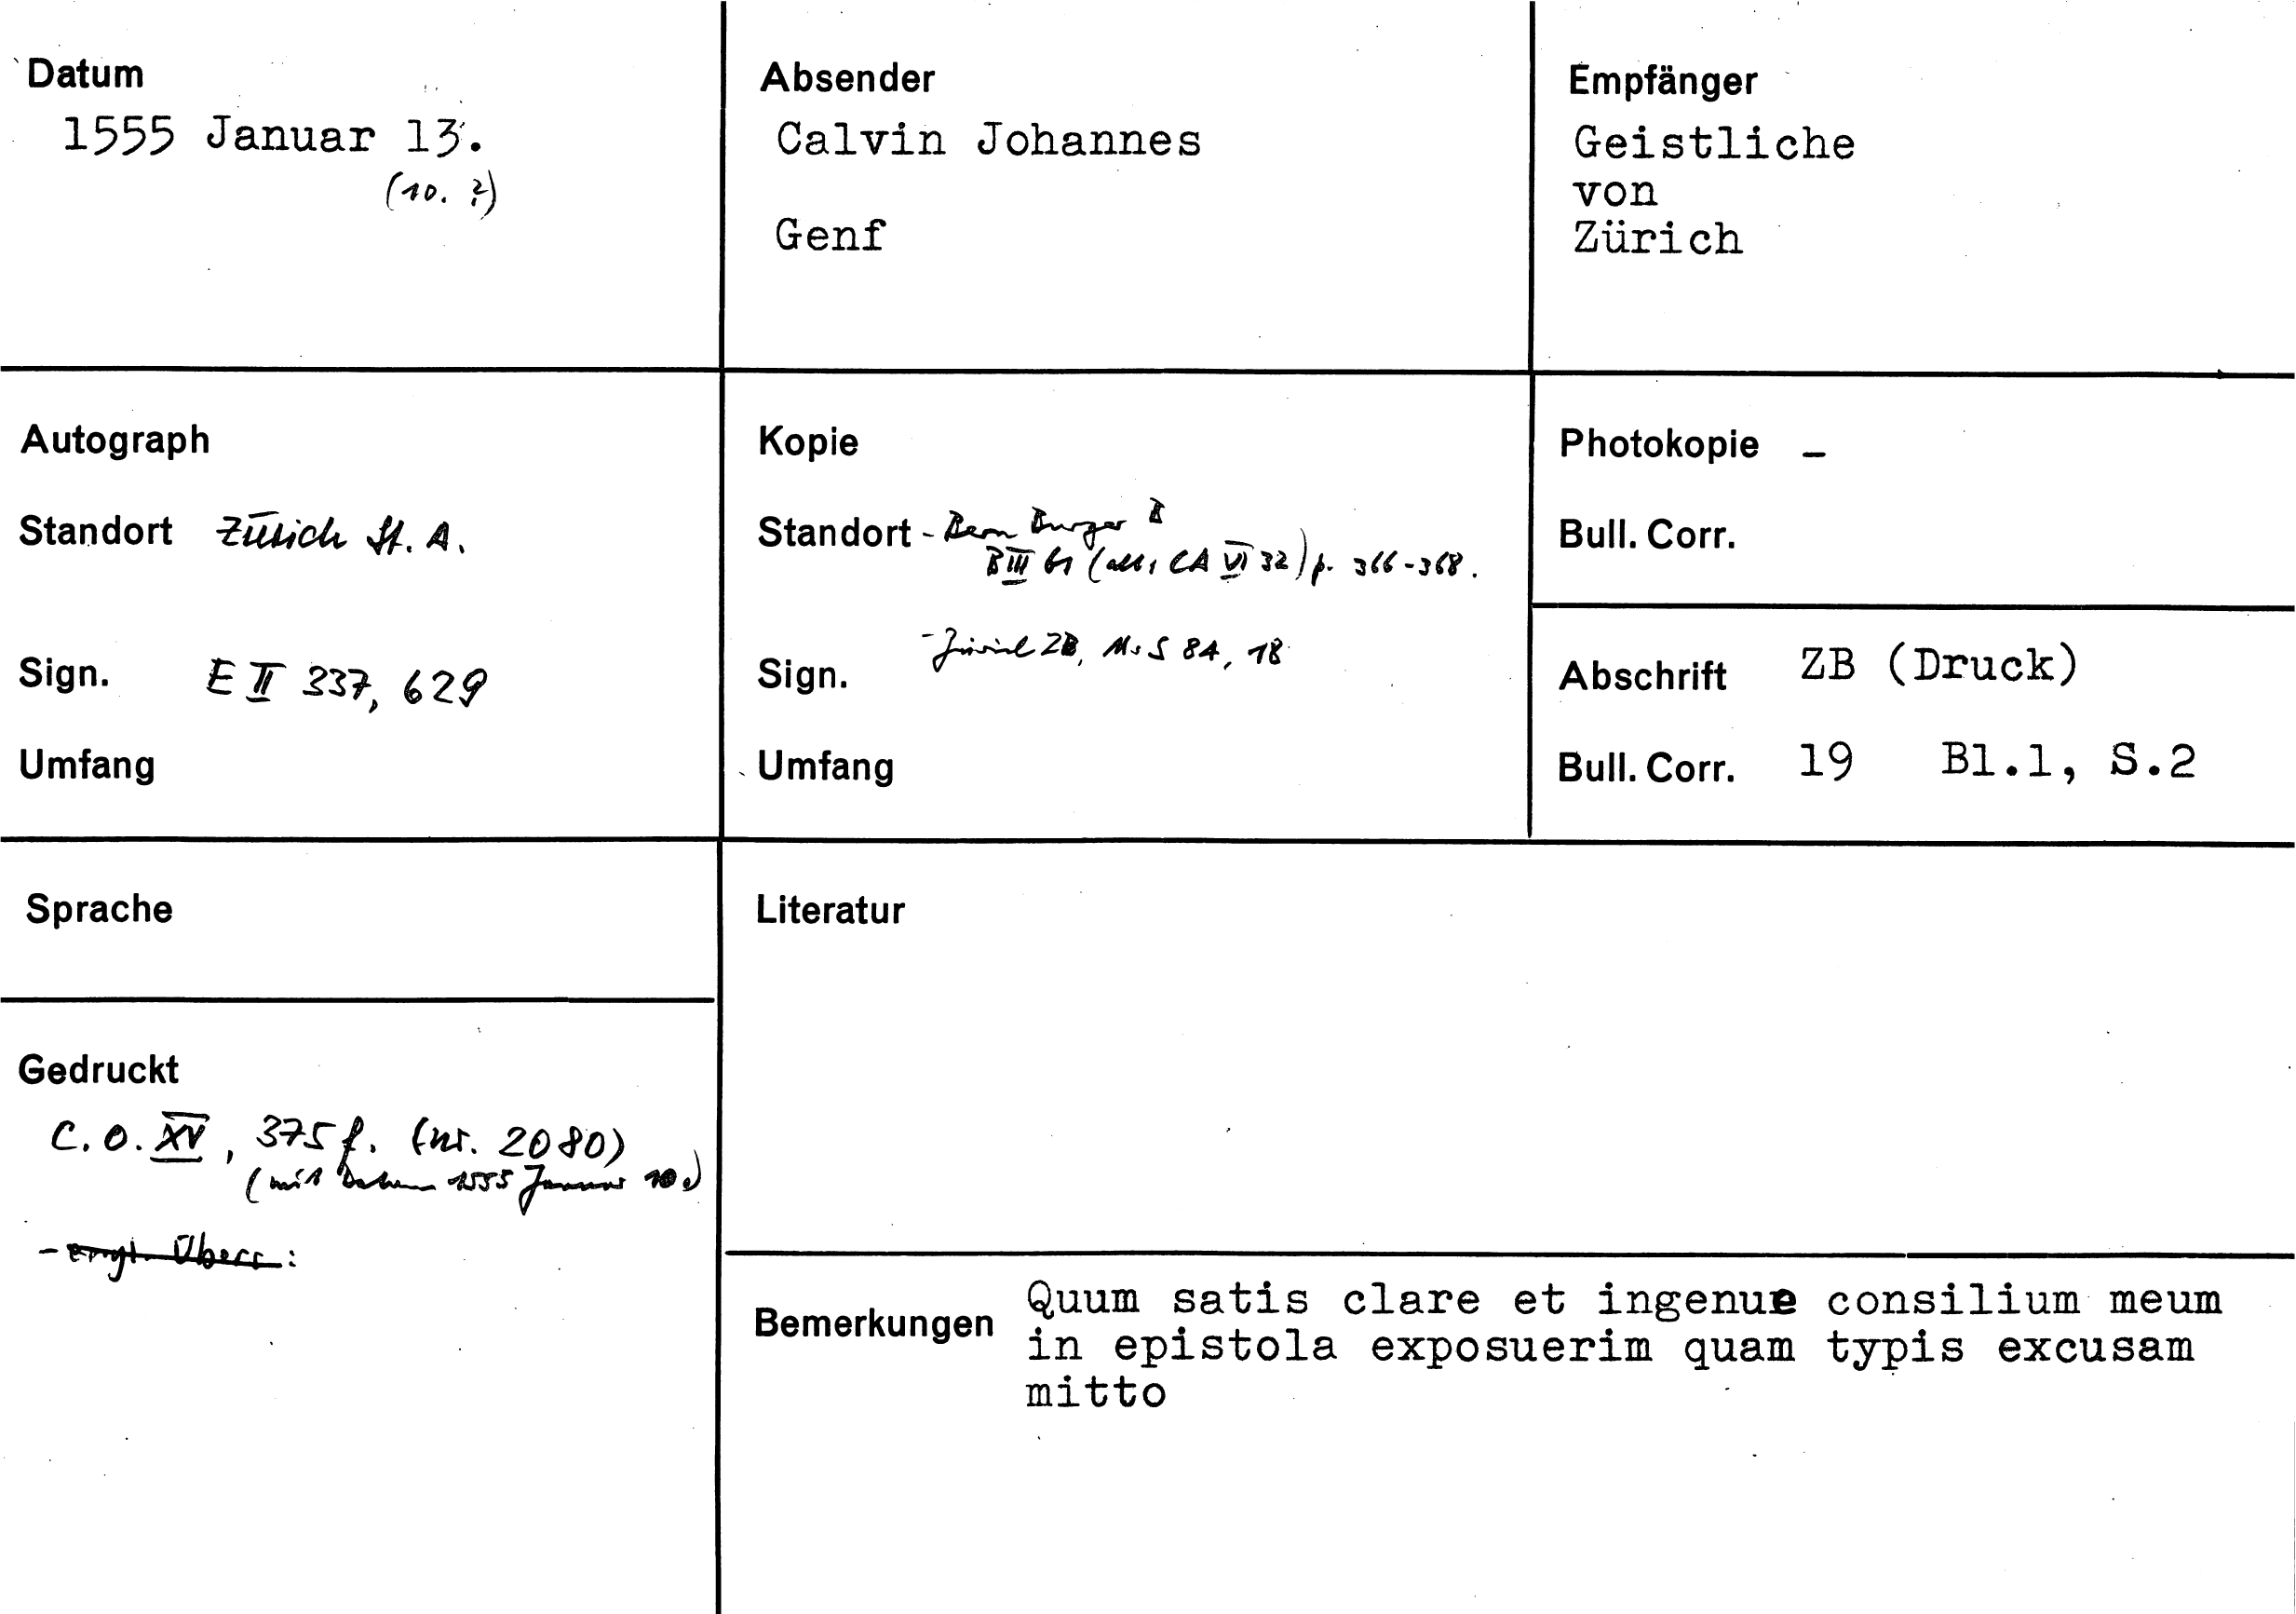 Datum
1555 Januar 13.
(10. ?)
Absender
Calvin Johannes
Genf
Empfänger
Geistliche
von
Zürich
Autograph
Standort Zürich St. A.
Sign. E II 337, 629
Umfang
Kopie
Standort - Bern Burger B
B III 61 (alt: CA VI 32) p. 366-368.
- Zürich ZB, Ms S 84, 18
Sign.
Umfang
Photokopie –
Bull. Corr.
Abschrift ZB (Druck)
Bull. Corr. 19 Bl.1, S.2
Sprache
Gedruckt
C.O. XV, 375 f. (nr. 2080)
(mit Datum 1555 Januar 10.)
- engl. Übers.:
Literatur
Bemerkungen Quum satis clare et ingenue consilium meum
in epistola exposuerim quam typis excusam
mitto